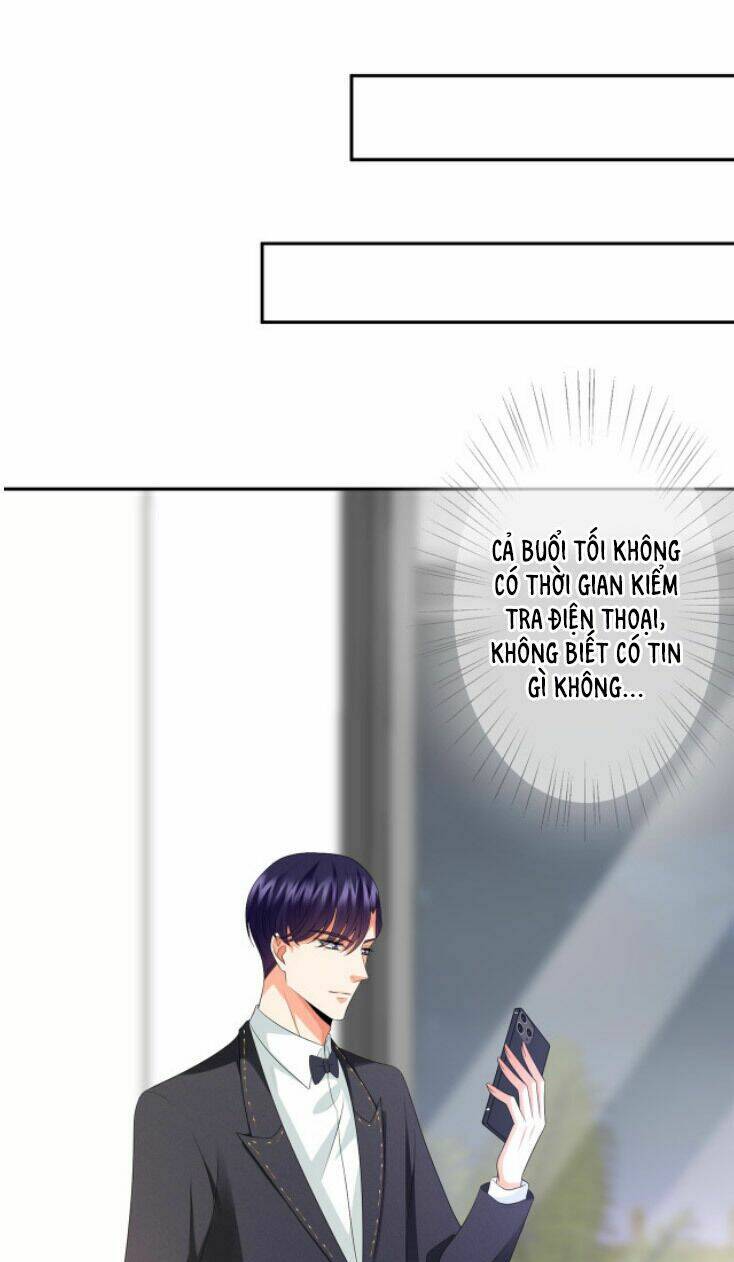 CẢ BUỔI TỐI KHÔNG
CÓ THỜI GIAN KIỂM
TRA ĐIỆN THOẠI,
KHÔNG BIẾT CÓ TIN
GÌ KHÔNG...